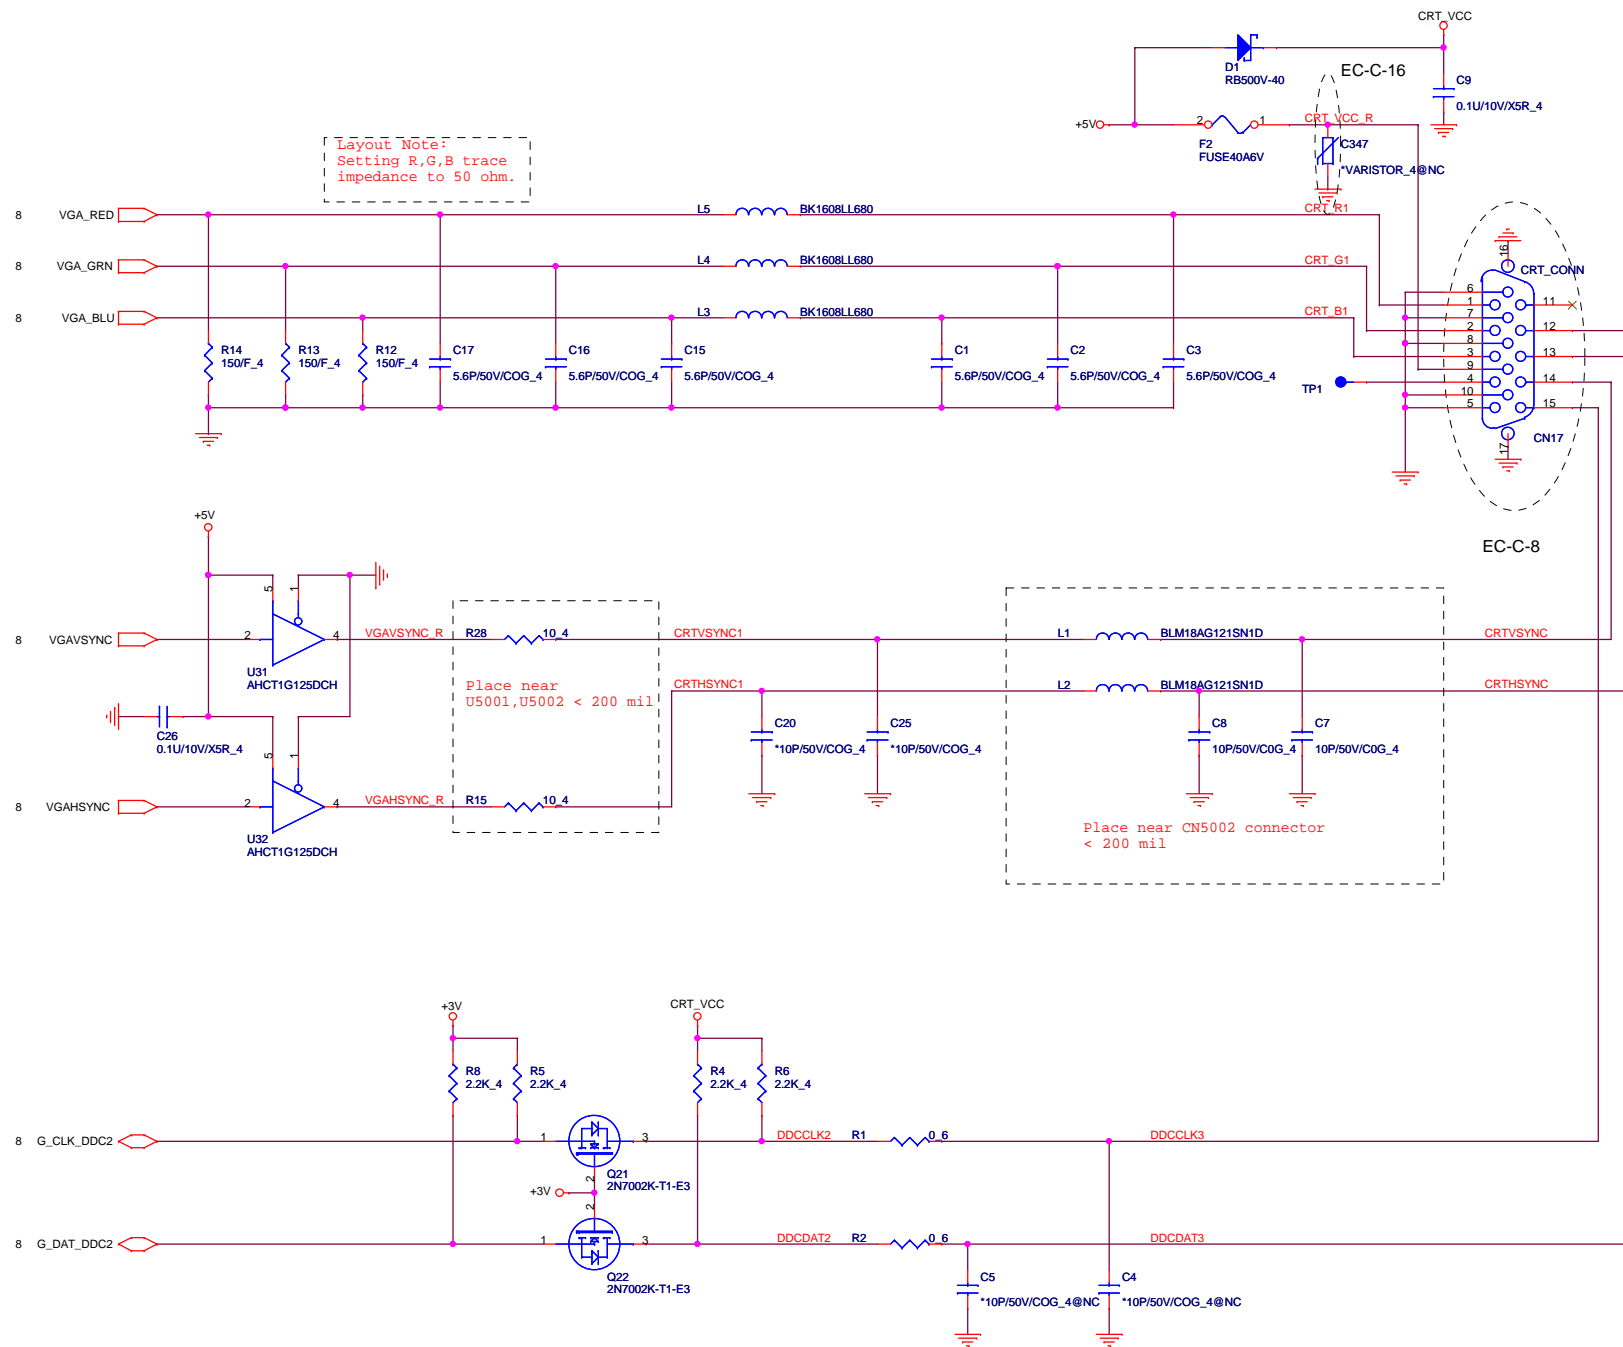 CRT_VCC
D1
RB500V-40
EC-C-16
C9
0.1U/10V/X5R_4
+5V
2
1
F2
FUSE40A6V
CRT_VCC_R
C347
*VARISTOR_4@NC
Layout Note:
Setting R,G,B trace
impedance to 50 ohm.
8 VGA_RED
L5 BK1608LL680
CRT_R1
8 VGA_GRN
L4 BK1608LL680
CRT_G1
8 VGA_BLU
L3 BK1608LL680
CRT_B1
R14
150/F_4
R13
150/F_4
R12
150/F_4
C17
5.6P/50V/COG_4
C16
5.6P/50V/COG_4
C15
5.6P/50V/COG_4
C1
5.6P/50V/COG_4
C2
5.6P/50V/COG_4
C3
5.6P/50V/COG_4
TP1
16
CRT_CONN
6
1
7
2
8
3
9
4
10
5
11
12
13
14
15
17
CN17
EC-C-8
+5V
5
1
8 VGAVSYNC
2
4
U31
AHCT1G125DCH
VGAVSYNC_R
R28 10_4
CRTVSYNC1
L1 BLM18AG121SN1D
CRTVSYNC
Place near
U5001,U5002 < 200 mil
CRTHSYNC1
L2 BLM18AG121SN1D
CRTHSYNC
C26
0.1U/10V/X5R_4
C20
*10P/50V/COG_4
C25
*10P/50V/COG_4
C8
10P/50V/C0G_4
C7
10P/50V/C0G_4
5
1
8 VGAHSYNC
2
4
U32
AHCT1G125DCH
VGAHSYNC_R
R15 10_4
Place near CN5002 connector
< 200 mil
+3V
CRT_VCC
R8
2.2K_4
R5
2.2K_4
R4
2.2K_4
R6
2.2K_4
8 G_CLK_DDC2
1
3
DDCCLK2
R1 0_6
DDCCLK3
Q21
2N7002K-T1-E3
2
+3V
2
8 G_DAT_DDC2
1
3
DDCDAT2
R2 0_6
DDCDAT3
Q22
2N7002K-T1-E3
C5
*10P/50V/COG_4@NC
C4
*10P/50V/COG_4@NC